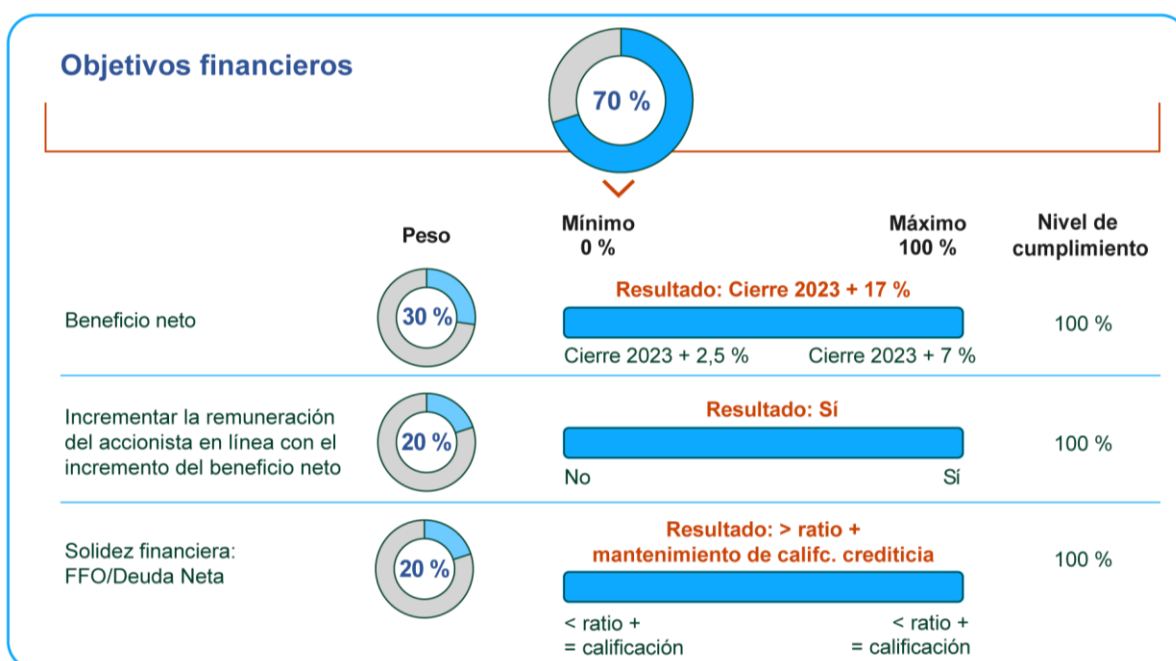 Objetivos financieros
70 %
Peso
Mínimo
0 %
Máximo
100 %
Nivel de
cumplimiento
Beneficio neto
30 %
Resultado: Cierre 2023 + 17 %
Cierre 2023 + 2,5 %
Cierre 2023 + 7 %
100 %
Incrementar la remuneración
del accionista en línea con el
incremento del beneficio neto
20 %
Resultado: Sí
No
Sí
100 %
Solidez financiera:
FFO/Deuda Neta
20 %
Resultado: > ratio +
mantenimiento de califc. crediticia
< ratio +
= calificación
< ratio +
= calificación
100 %